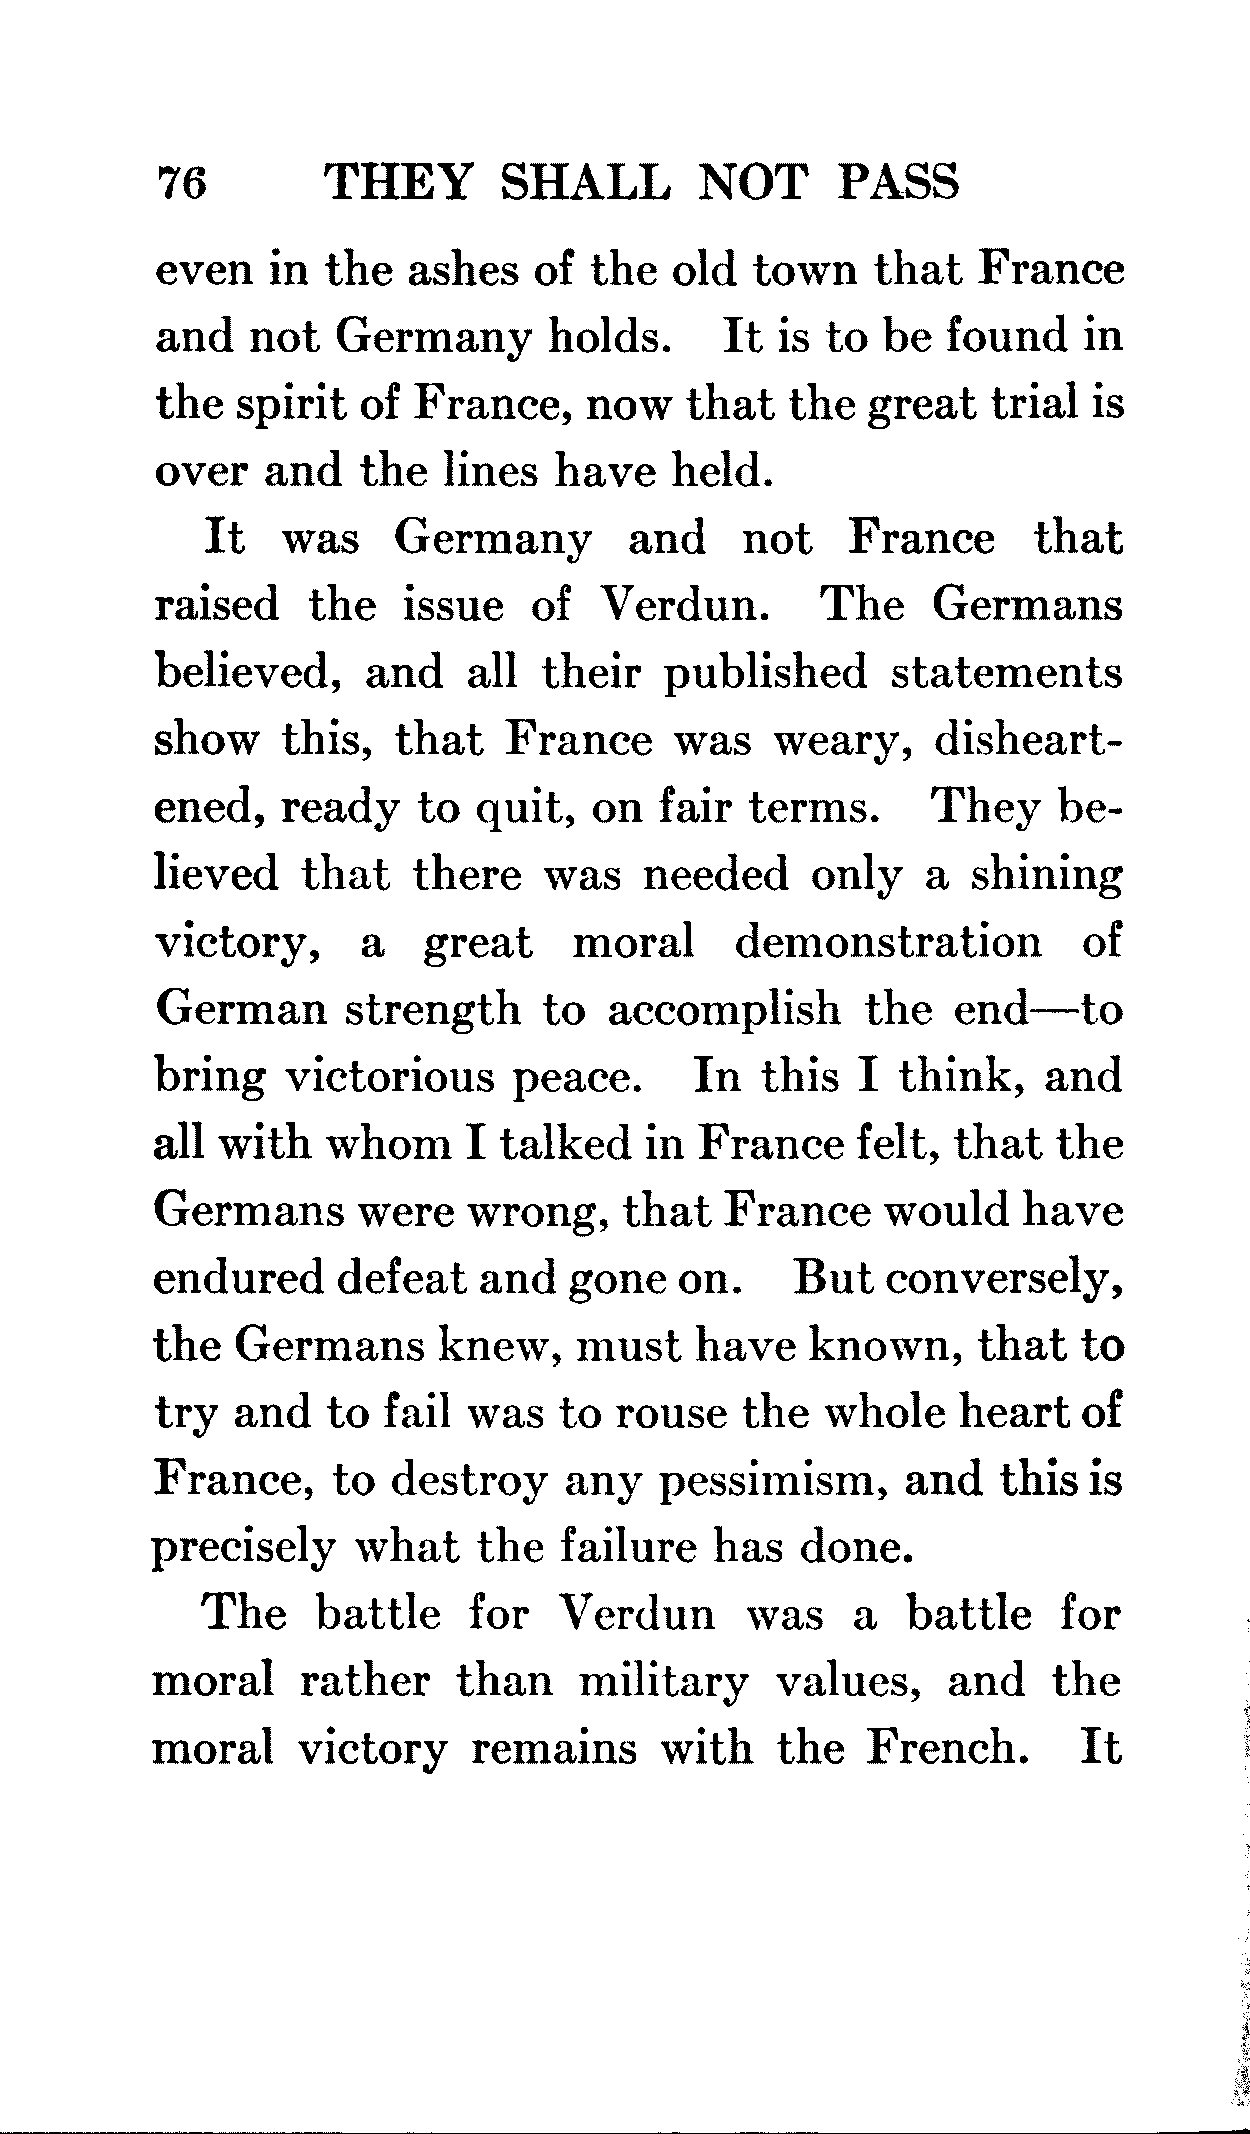 76 THEY SHALL NOT PASS
even in the ashes of the old town that France
and not Germany holds. It is to be found in
the spirit of France, now that the great trial is
over and the lines have held.
It was Germany and not France that
raised the issue of Verdun. The Germans
believed, and all their published statements
show this, that France was weary, disheart-
ened, ready to quit, on fair terms. They be-
lieved that there was needed only a shining
victory, a great moral demonstration of
German strength to accomplish the end—to
bring victorious peace. In this I think, and
all with whom I talked in France felt, that the
Germans were wrong, that France would have
endured defeat and gone on. But conversely,
the Germans knew, must have known, that to
try and to fail was to rouse the whole heart of
France, to destroy any pessimism, and this is
precisely what the failure has done.
The battle for Verdun was a battle for
moral rather than military values, and the
moral victory remains with the French. It